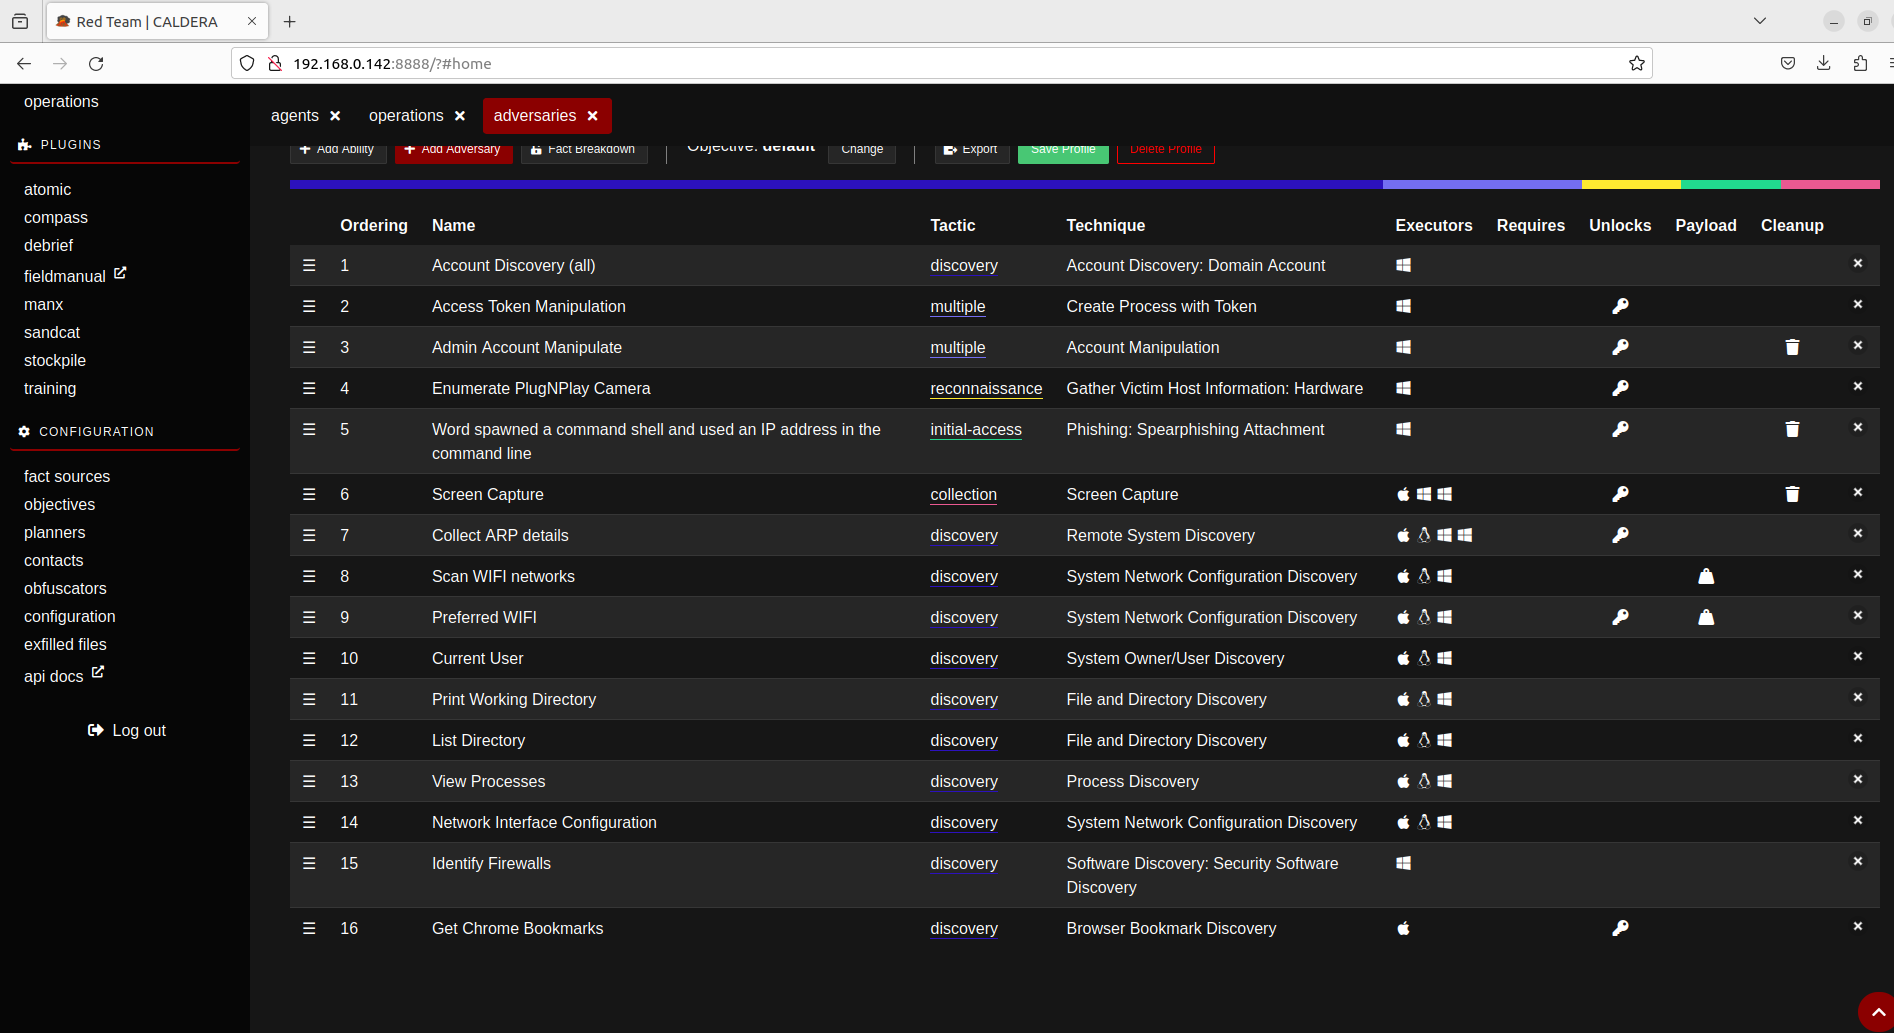 Red Team | CALDERA
192.168.0.142:8888/?#home
operations
PLUGINS
atomic
compass
debrief
fieldmanual
manx
sandcat
stockpile
training
CONFIGURATION
fact sources
objectives
planners
contacts
obfuscators
configuration
exfilled files
api docs
Log out
agents operations adversaries
Add Ability Add Adversary Fact Breakdown Objective: default Change Export Save Profile Delete Profile
Ordering Name Tactic Technique Executors Requires Unlocks Payload Cleanup
1 Account Discovery (all) discovery Account Discovery: Domain Account
2 Access Token Manipulation multiple Create Process with Token
3 Admin Account Manipulate multiple Account Manipulation
4 Enumerate PlugNPlay Camera reconnaissance Gather Victim Host Information: Hardware
5 Word spawned a command shell and used an IP address in the initial-access Phishing: Spearphishing Attachment
command line
6 Screen Capture collection Screen Capture
7 Collect ARP details discovery Remote System Discovery
8 Scan WIFI networks discovery System Network Configuration Discovery
9 Preferred WIFI discovery System Network Configuration Discovery
10 Current User discovery System Owner/User Discovery
11 Print Working Directory discovery File and Directory Discovery
12 List Directory discovery File and Directory Discovery
13 View Processes discovery Process Discovery
14 Network Interface Configuration discovery System Network Configuration Discovery
15 Identify Firewalls discovery Software Discovery: Security Software
Discovery
16 Get Chrome Bookmarks discovery Browser Bookmark Discovery